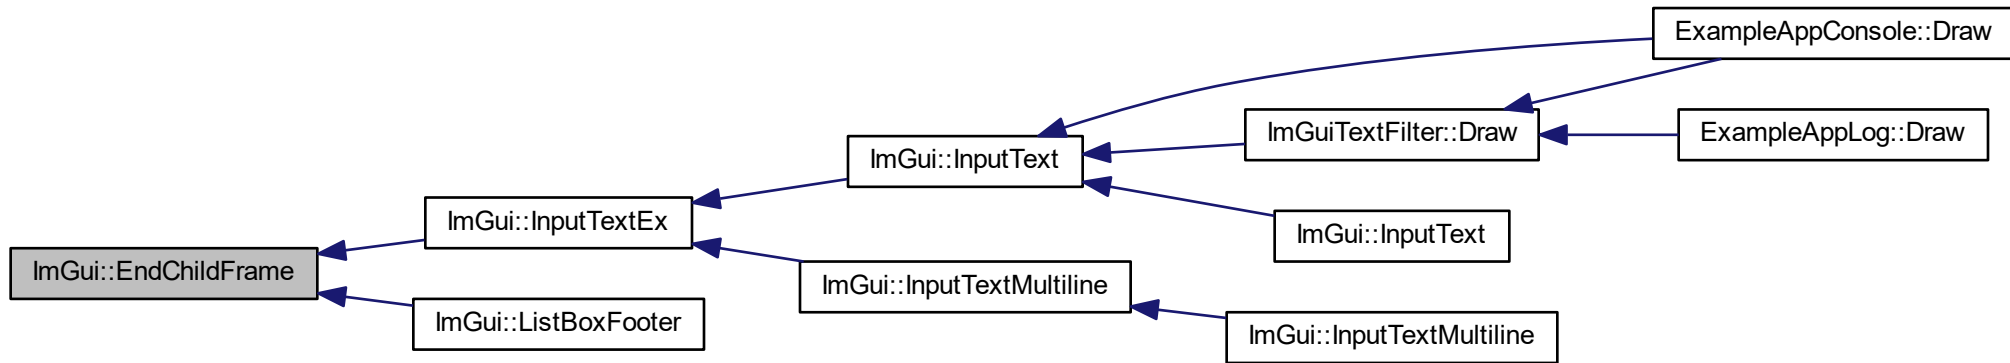 ExampleAppConsole::Draw
ImGuiTextFilter::Draw
ExampleAppLog::Draw
ImGui::InputText
ImGui::InputTextEx
ImGui::InputText
ImGui::EndChildFrame
ImGui::InputTextMultiline
ImGui::ListBoxFooter
ImGui::InputTextMultiline